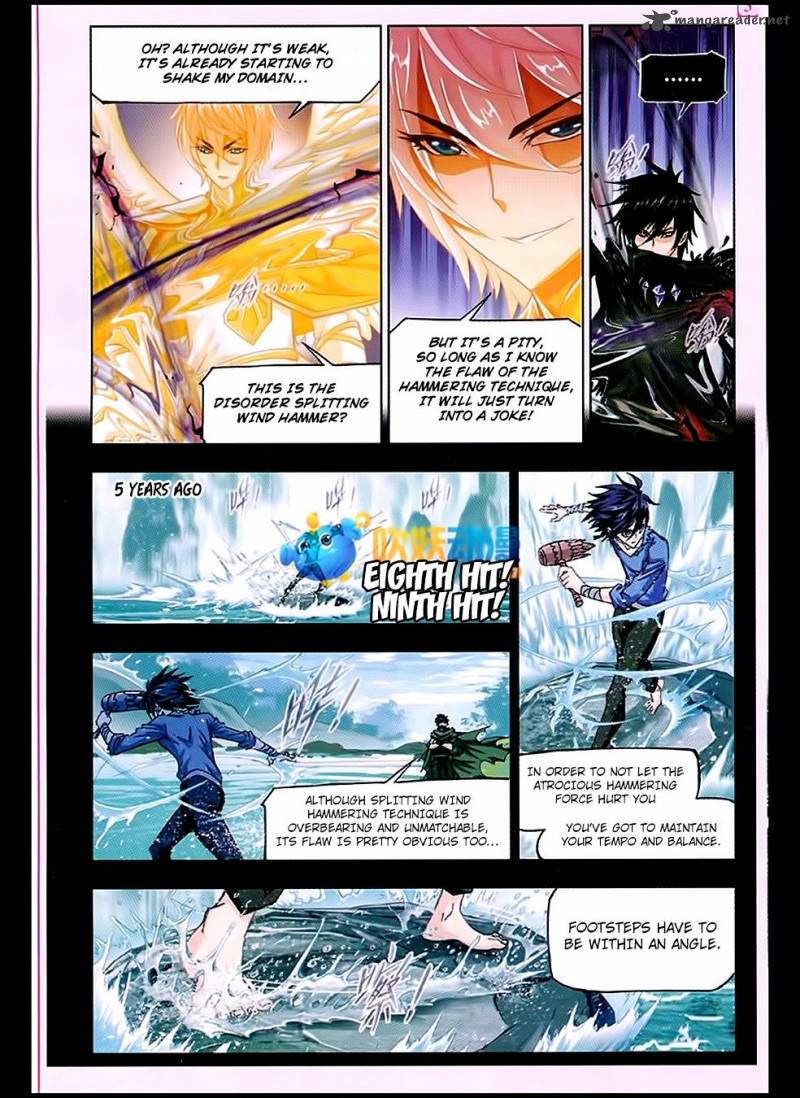 3
mangareader.net
OH? ALTHOUGH IT'S WEAK,
IT'S ALREADY STARTING TO
SHAKE MY DOMAIN...
THIS IS THE
DISORDER SPLITTING
WIND HAMMER?
BUT IT'S A PITY,
SO LONG AS I KNOW
THE FLAW OF THE
HAMMERING TECHNIQUE,
IT WILL JUST TURN
INTO A JOKE!
......
5 YEARS AGO
EIGHTH HIT!
NINTH HIT!
IN ORDER TO NOT LET THE
ATROCIOUS HAMMERING
FORCE HURT YOU
YOU'VE GOT TO MAINTAIN
YOUR TEMPO AND BALANCE.
ALTHOUGH SPLITTING WIND
HAMMERING TECHNIQUE IS
OVERBEARING AND UNMATCHABLE,
ITS FLAW IS PRETTY OBVIOUS TOO...
FOOTSTEPS HAVE TO
BE WITHIN AN ANGLE.